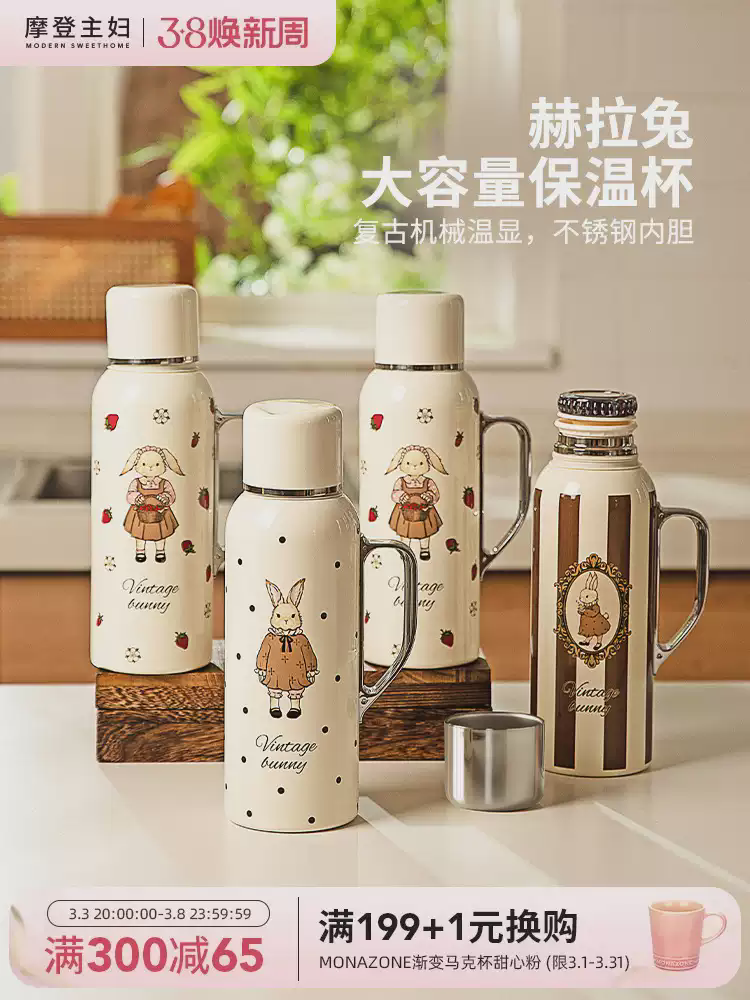 摩登主妇
MODERN SWEETHOME
3·8焕新周
赫拉兔
大容量保温杯
复古机械温显，不锈钢内胆
Vintage
bunny
Vintage
bunny
Vintage
bunny
Vintage
bunny
3.3 20:00:00-3.8 23:59:59
满300减65
满199+1元换购
MONAZONE渐变马克杯甜心粉 (限3.1-3.31)